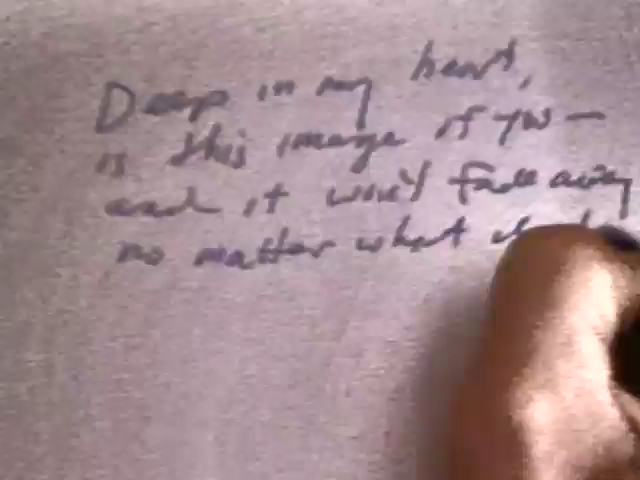 Deep in my heart,
is this image of you —
and it won't fade away
no matter what